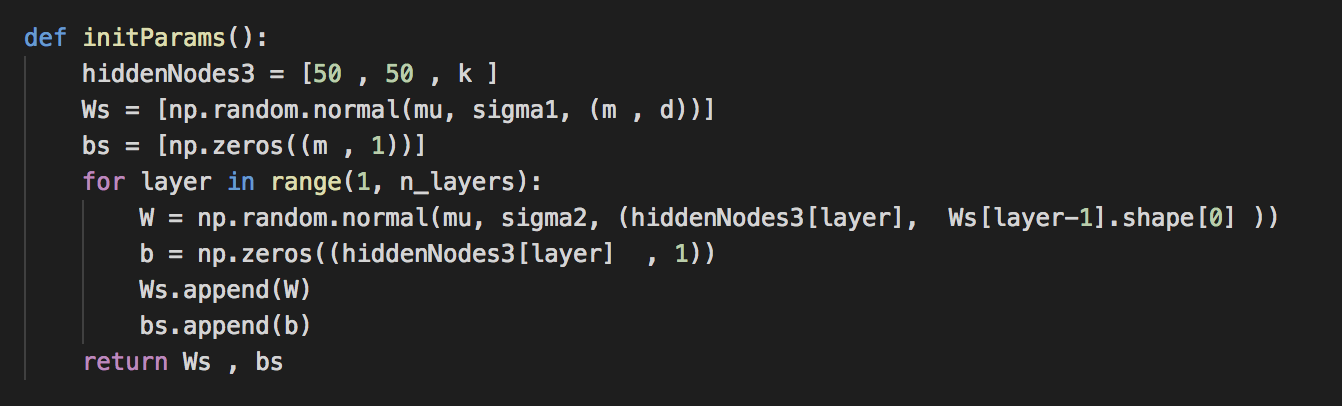 def initParams():
    hiddenNodes3 = [50 , 50 , k ]
    Ws = [np.random.normal(mu, sigma1, (m , d))]
    bs = [np.zeros((m , 1))]
    for layer in range(1, n_layers):
        W = np.random.normal(mu, sigma2, (hiddenNodes3[layer],  Ws[layer-1].shape[0] ))
        b = np.zeros((hiddenNodes3[layer]  , 1))
        Ws.append(W)
        bs.append(b)
    return Ws , bs